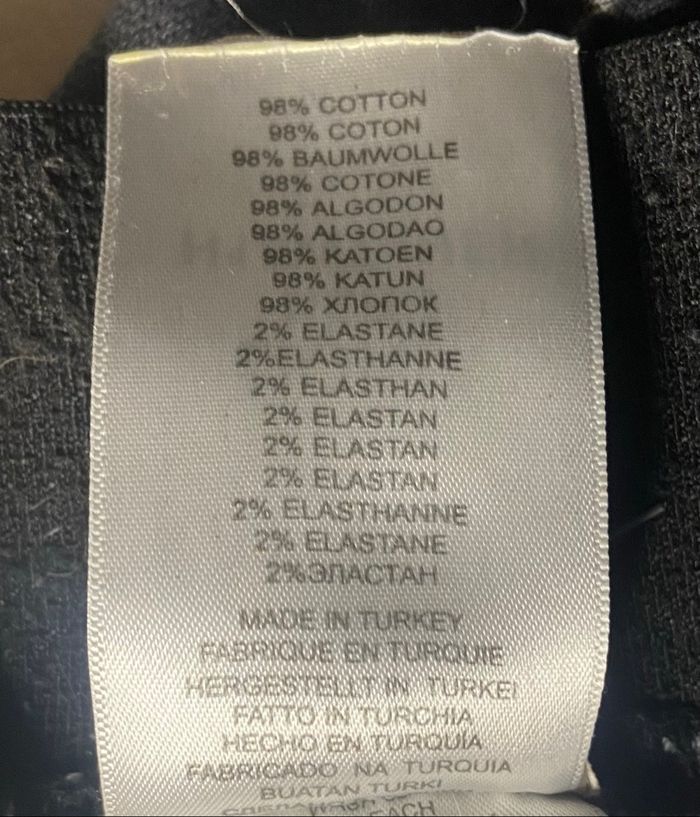 98% COTTON
98% COTON
98% BAUMWOLLE
98% COTONE
98% ALGODON
98% ALGODAO
98% KATOEN
98% KATUN
98% ХЛОПОК
2% ELASTANE
2%ELASTHANNE
2% ELASTHAN
2% ELASTAN
2% ELASTAN
2% ELASTAN
2% ELASTHANNE
2% ELASTANE
2%ЭЛАСТАН
MADE IN TURKEY
FABRIQUE EN TURQUIE
HERGESTELLT IN TURKEI
FATTO IN TURCHIA
HECHO EN TURQUIA
FABRICADO NA TURQUIA
BUATAN TURKI